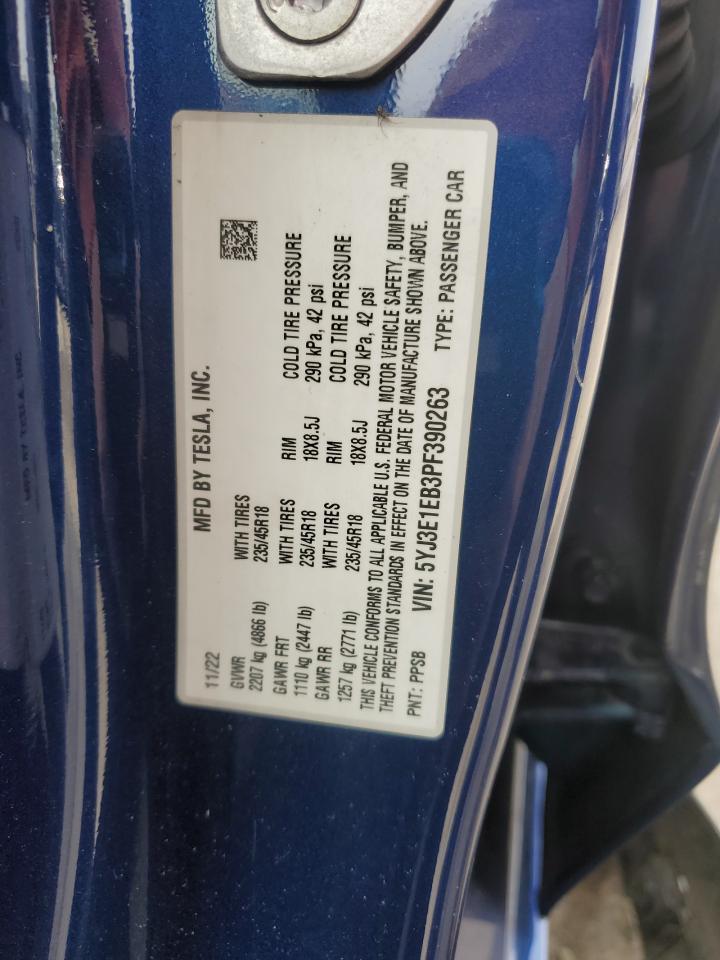 MFD BY TESLA, INC.
11/22
GVWR
2207 kg (4866 lb)
WITH TIRES
235/45R18
GAWR FRT
1110 kg (2447 lb)
WITH TIRES
235/45R18
RIM
18X8.5J
COLD TIRE PRESSURE
290 kPa, 42 psi
GAWR RR
1257 kg (2771 lb)
WITH TIRES
235/45R18
RIM
18X8.5J
COLD TIRE PRESSURE
290 kPa, 42 psi
THIS VEHICLE CONFORMS TO ALL APPLICABLE U.S. FEDERAL MOTOR VEHICLE SAFETY, BUMPER, AND
THEFT PREVENTION STANDARDS IN EFFECT ON THE DATE OF MANUFACTURE SHOWN ABOVE.
PNT: PPSB
VIN: 5YJ3E1EB3PF390263
TYPE: PASSENGER CAR